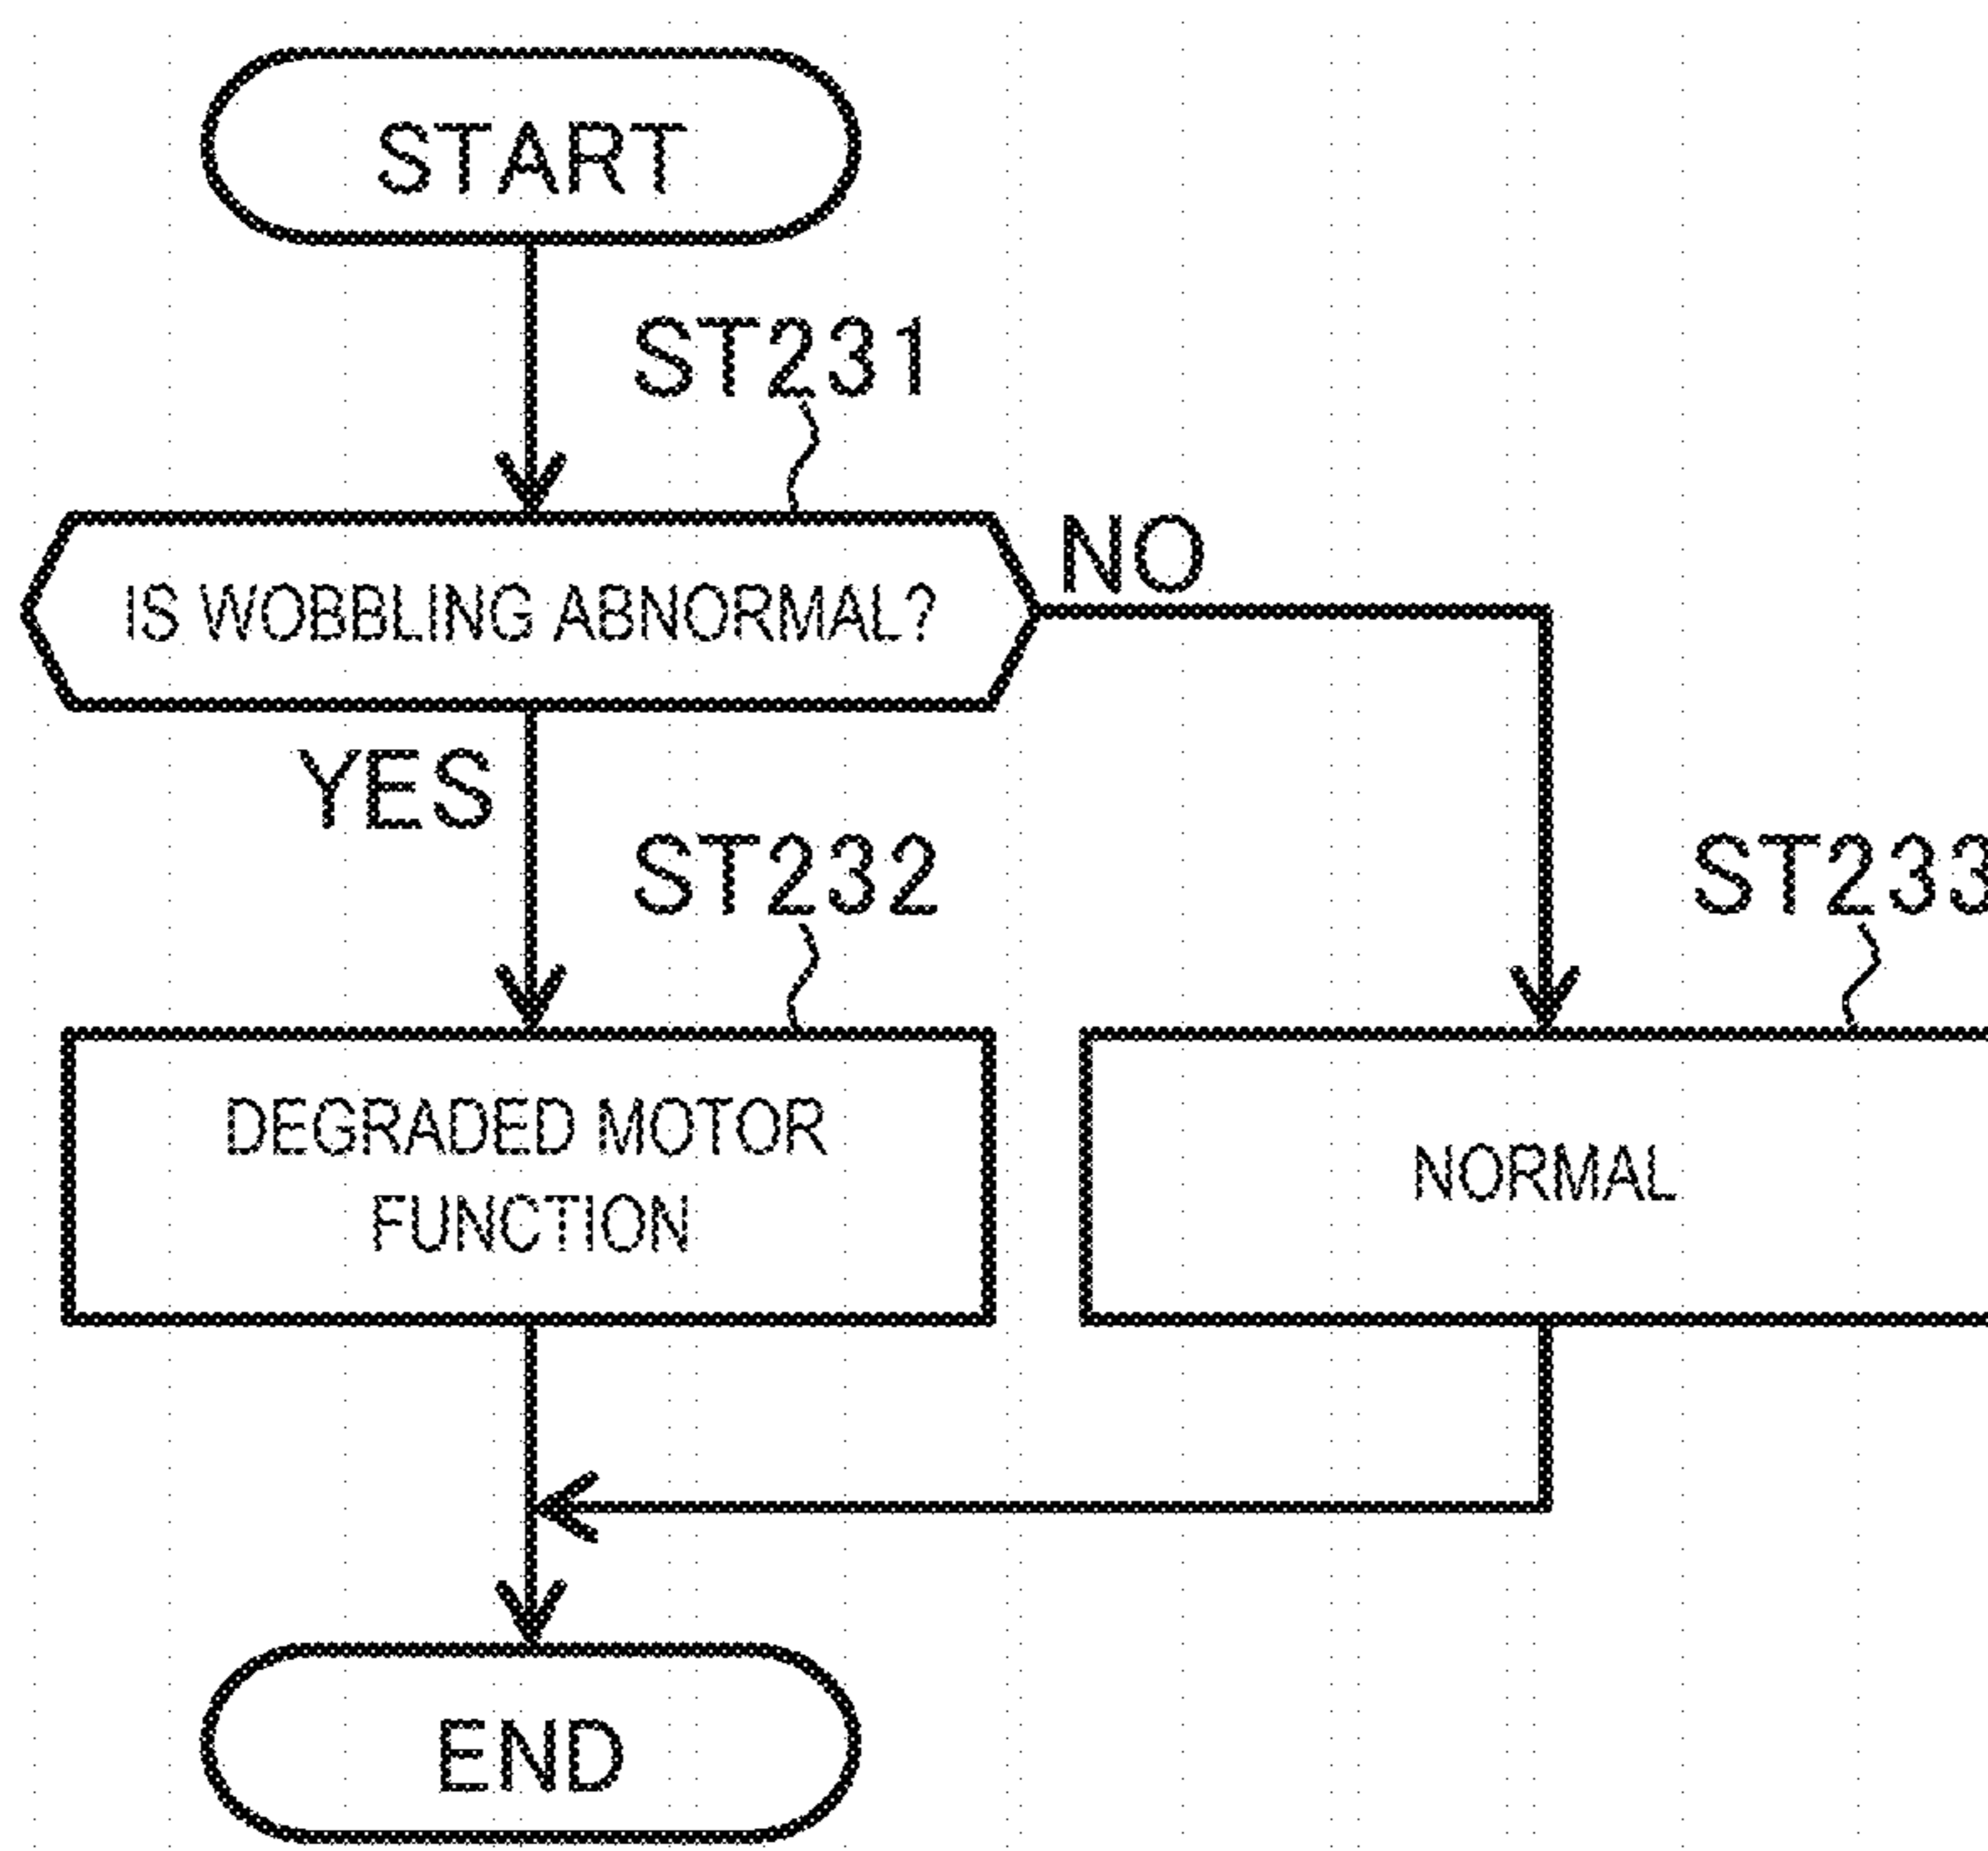 START
ST231
IS WOBBLING ABNORMAL?
NO
YES
ST232
ST233
DEGRADED MOTOR
FUNCTION
NORMAL
END